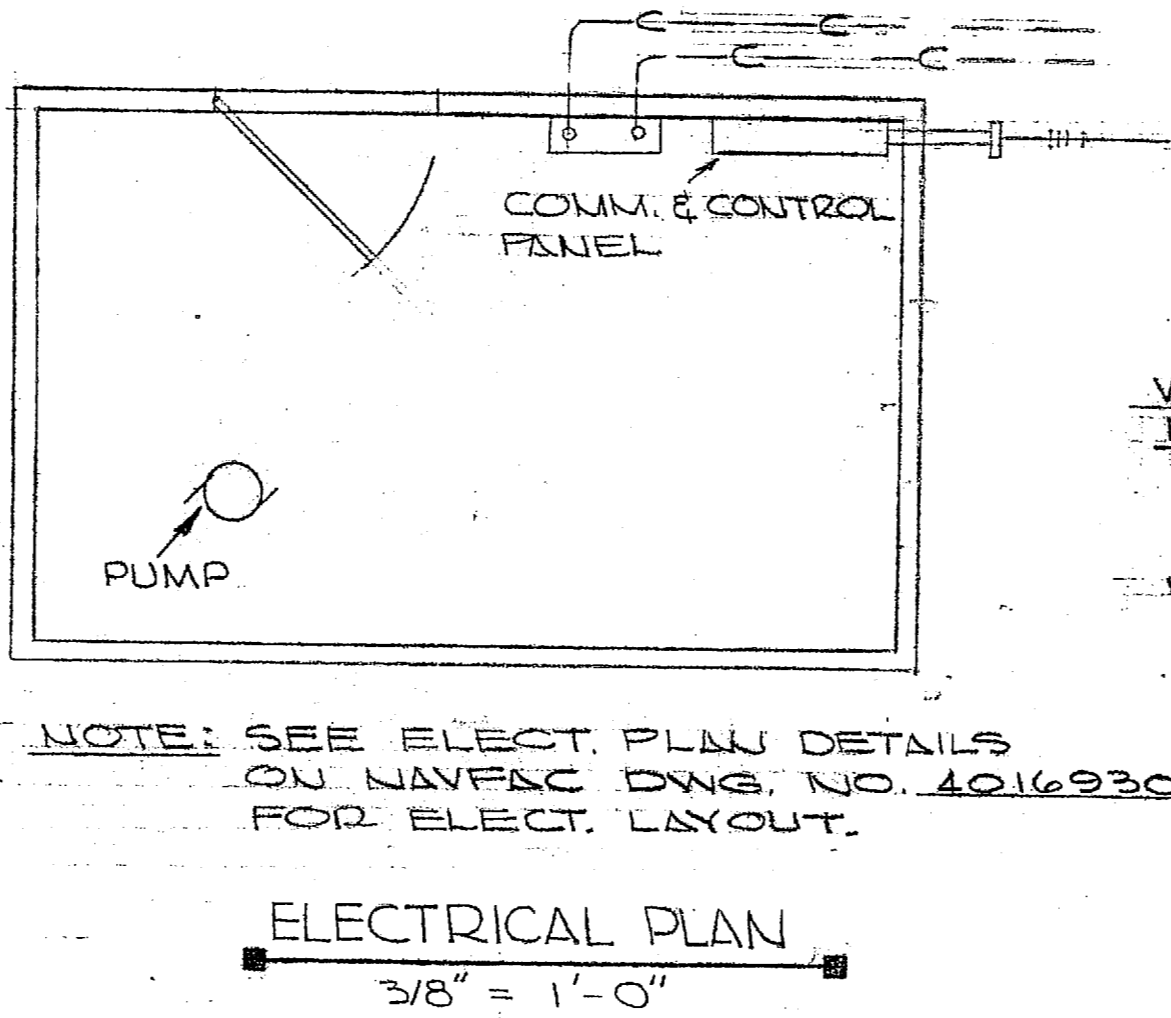 COMM. & CONTROL
PANEL
PUMP
NOTE: SEE ELECT. PLAN DETAILS
ON NAVFAC DWG. NO. 4016930
FOR ELECT. LAYOUT.
ELECTRICAL PLAN
3/8" = 1'-0"